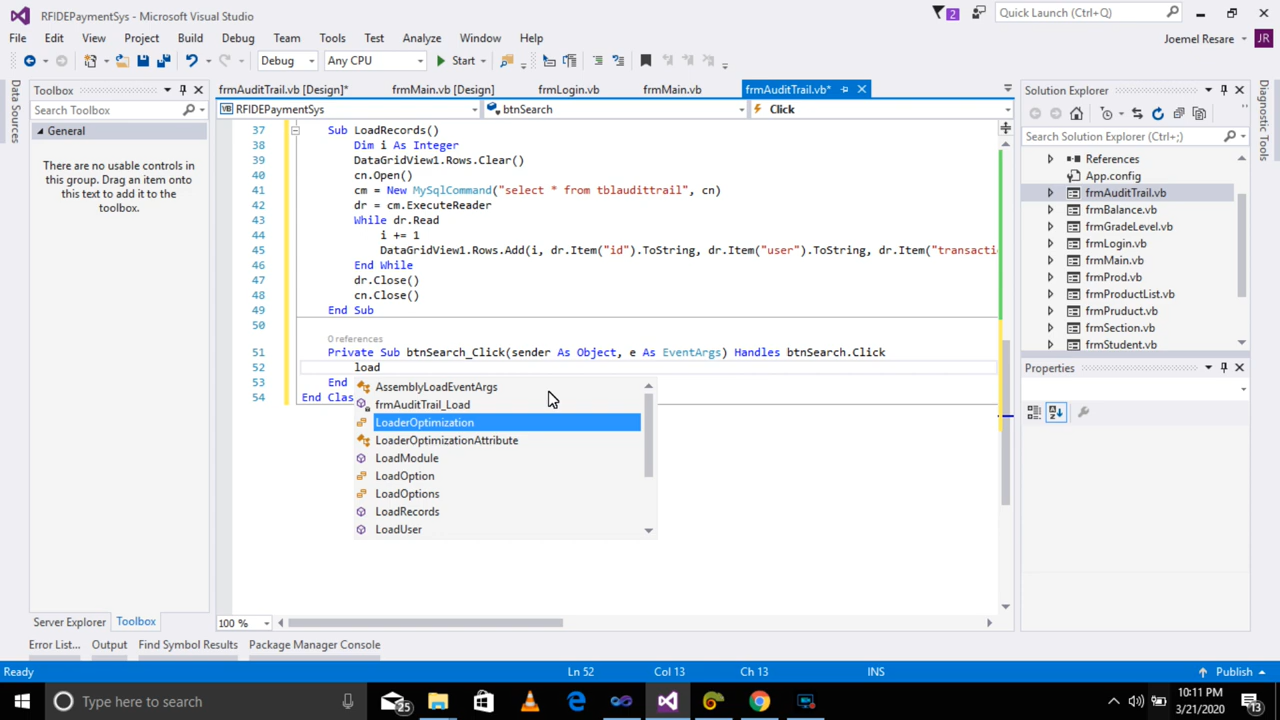 RFIDEPaymentSys - Microsoft Visual Studio
2
Quick Launch (Ctrl+Q)
File Edit View Project Build Debug Team Tools Test Analyze Window Help
Joemel Resare JR
Debug Any CPU Start
Data Sources
Toolbox
Search Toolbox
General
There are no usable controls in
this group. Drag an item onto
this text to add it to the
toolbox.
Server Explorer Toolbox
frmAuditTrail.vb [Design]* frmMain.vb [Design] frmLogin.vb frmMain.vb frmAuditTrail.vb*
RFIDEPaymentSys btnSearch Click
37 Sub LoadRecords()
38 Dim i As Integer
39 DataGridView1.Rows.Clear()
40 cn.Open()
41 cm = New MySqlCommand("select * from tblaudittrail", cn)
42 dr = cm.ExecuteReader
43 While dr.Read
44 i += 1
45 DataGridView1.Rows.Add(i, dr.Item("id").ToString, dr.Item("user").ToString, dr.Item("transacti
46 End While
47 dr.Close()
48 cn.Close()
49 End Sub
50
0 references
51 Private Sub btnSearch_Click(sender As Object, e As EventArgs) Handles btnSearch.Click
52 load
53 End
54 End Clas
AssemblyLoadEventArgs
frmAuditTrail_Load
LoaderOptimization
LoaderOptimizationAttribute
LoadModule
LoadOption
LoadOptions
LoadRecords
LoadUser
100 %
Solution Explorer
Search Solution Explorer (Ctrl+;)
References
App.config
frmAuditTrail.vb
frmBalance.vb
frmGradeLevel.vb
frmLogin.vb
frmMain.vb
frmProd.vb
frmProductList.vb
frmPruduct.vb
frmSection.vb
frmStudent.vb
Properties
Diagnostic Tools
Error List... Output Find Symbol Results Package Manager Console
Ready Ln 52 Col 13 Ch 13 INS Publish
Type here to search
25
10:11 PM
3/21/2020
13